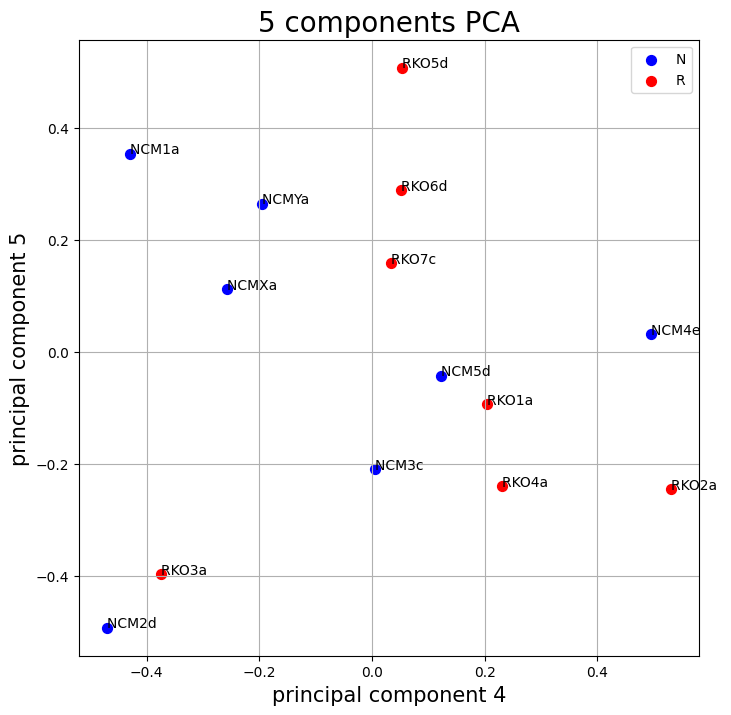 5 components PCA
N
R
RKO5d
NCM1a
RKO6d
NCMYa
RKO7c
NCMXa
NCM4e
NCM5d
RKO1a
NCM3c
RKO4a
RKO2a
RKO3a
NCM2d
0.4
0.2
0.0
−0.2
−0.4
principal component 5
−0.4
−0.2
0.0
0.2
0.4
principal component 4